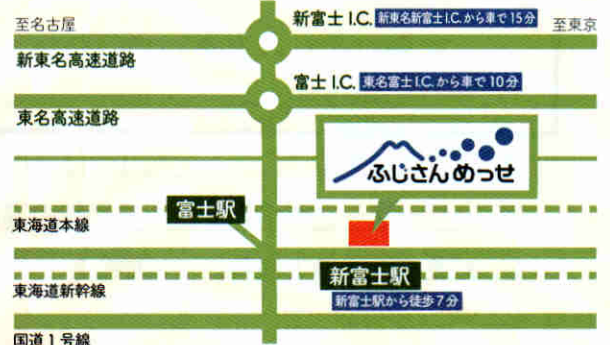 至名古屋
新富士 I.C. 新東名新富士I.C.から車で15分
至東京
新東名高速道路
富士 I.C. 東名富士I.C.から車で10分
東名高速道路
ふじさんめっせ
富士駅
東海道本線
新富士駅
東海道新幹線
新富士駅から徒歩7分
国道1号線